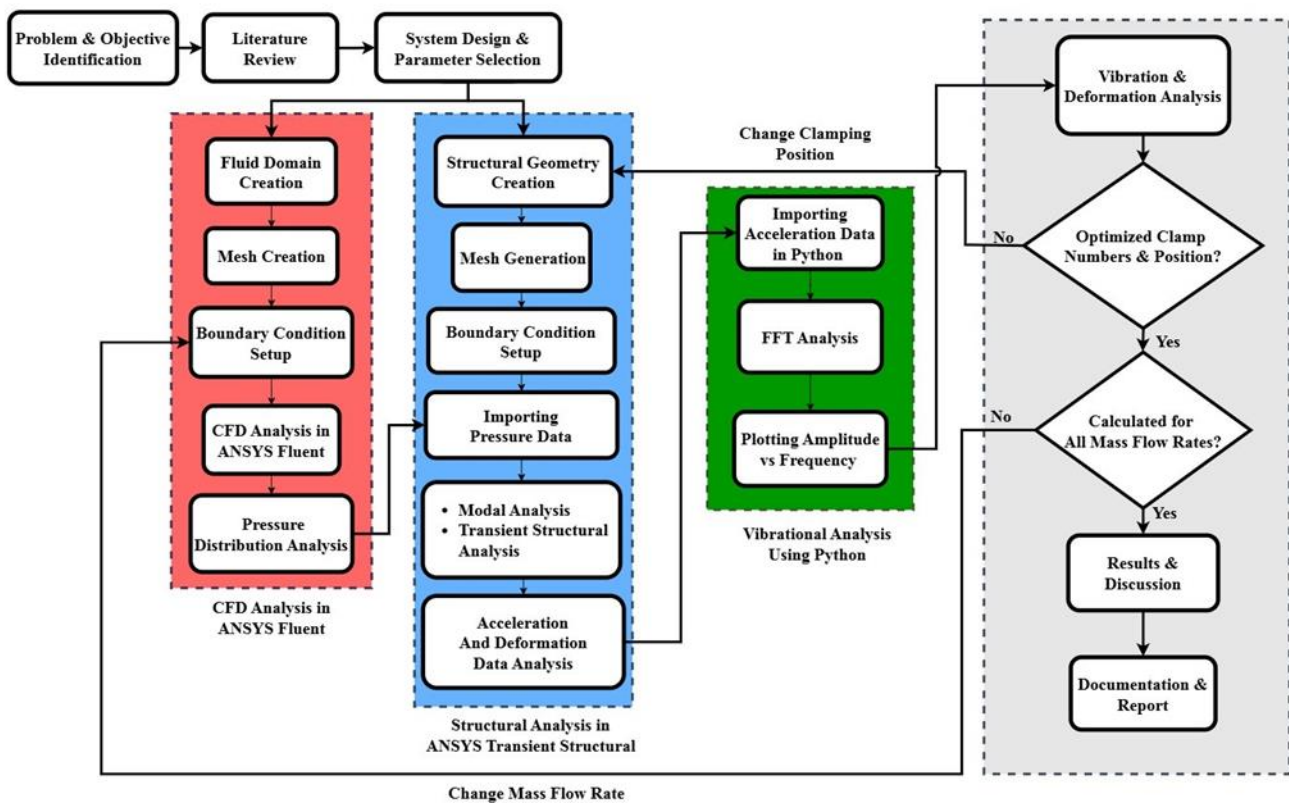 Problem & Objective
Identification
Literature
Review
System Design &
Parameter Selection
Fluid Domain
Creation
Mesh Creation
Boundary Condition
Setup
CFD Analysis in
ANSYS Fluent
Pressure
Distribution Analysis
CFD Analysis in
ANSYS Fluent
Structural Geometry
Creation
Mesh Generation
Boundary Condition
Setup
Importing
Pressure Data
• Modal Analysis
• Transient Structural
Analysis
Acceleration
And Deformation
Data Analysis
Structural Analysis in
ANSYS Transient Structural
Change Clamping
Position
Importing
Acceleration Data
in Python
FFT Analysis
Plotting Amplitude
vs Frequency
Vibrational Analysis
Using Python
Vibration &
Deformation Analysis
Optimized Clamp
Numbers & Position?
No
Yes
Calculated for
All Mass Flow Rates?
No
Yes
Results &
Discussion
Documentation &
Report
Change Mass Flow Rate